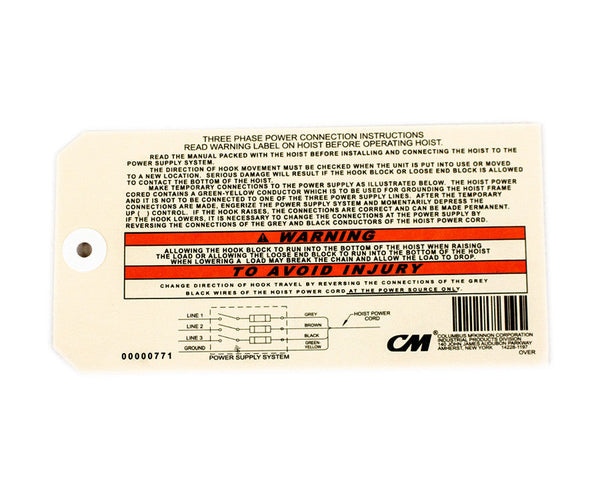 THREE PHASE POWER CONNECTION INSTRUCTIONS
READ WARNING LABEL ON HOIST BEFORE OPERATING HOIST.
READ THE MANUAL PACKED WITH THE HOIST BEFORE INSTALLING AND CONNECTING THE HOIST TO THE
POWER SUPPLY SYSTEM.
THE DIRECTION OF HOOK MOVEMENT MUST BE CHECKED WHEN THE UNIT IS PUT INTO USE OR MOVED
TO A NEW LOCATION. SERIOUS DAMAGE WILL RESULT IF THE HOOK BLOCK OR LOOSE END BLOCK IS ALLOWED
TO CONTACT THE BOTTOM OF THE HOIST.
MAKE TEMPORARY CONNECTIONS TO THE POWER SUPPLY AS ILLUSTRATED BELOW. THE HOIST POWER
CORED CONTAINS A GREEN-YELLOW CONDUCTOR WHICH IS TO BE USED FOR GROUNDING THE HOIST FRAME
AND IT IS NOT TO BE CONNECTED TO ONE OF THE THREE POWER SUPPLY LINES. AFTER THE TEMPORARY
CONNECTIONS ARE MADE, ENGERIZE THE POWER SUPPLY SYSTEM AND MOMENTARILY DEPRESS THE
UP ( ) CONTROL. IF THE HOOK RAISES, THE CONNECTIONS ARE CORRECT AND CAN BE MADE PERMANENT.
IF THE HOOK LOWERS, IT IS NECESSARY TO CHANGE THE CONNECTIONS AT THE POWER SUPPLY BY
REVERSING THE CONNECTIONS OF THE GREY AND BLACK CONDUCTORS OF THE HOIST POWER CORD.
WARNING
ALLOWING THE HOOK BLOCK TO RUN INTO THE BOTTOM OF THE HOIST WHEN RAISING
THE LOAD OR ALLOWING THE LOOSE END BLOCK TO RUN INTO THE BOTTOM OF THE HOIST
WHEN LOWERING A LOAD MAY BREAK THE CHAIN AND ALLOW THE LOAD TO DROP.
TO AVOID INJURY
CHANGE DIRECTION OF HOOK TRAVEL BY REVERSING THE CONNECTIONS OF THE GREY
BLACK WIRES OF THE HOIST POWER CORD AT THE POWER SOURCE ONLY.
LINE 1 GREY HOIST POWER
CORD
LINE 2 BROWN
LINE 3 BLACK
GROUND GREEN
YELLOW
00000771 POWER SUPPLY SYSTEM
CM®
COLUMBUS McKINNON CORPORATION
INDUSTRIAL PRODUCTS DIVISION
140 JOHN JAMES AUDUBON PARKWAY
AMHERST, NEW YORK 14228-1197
OVER